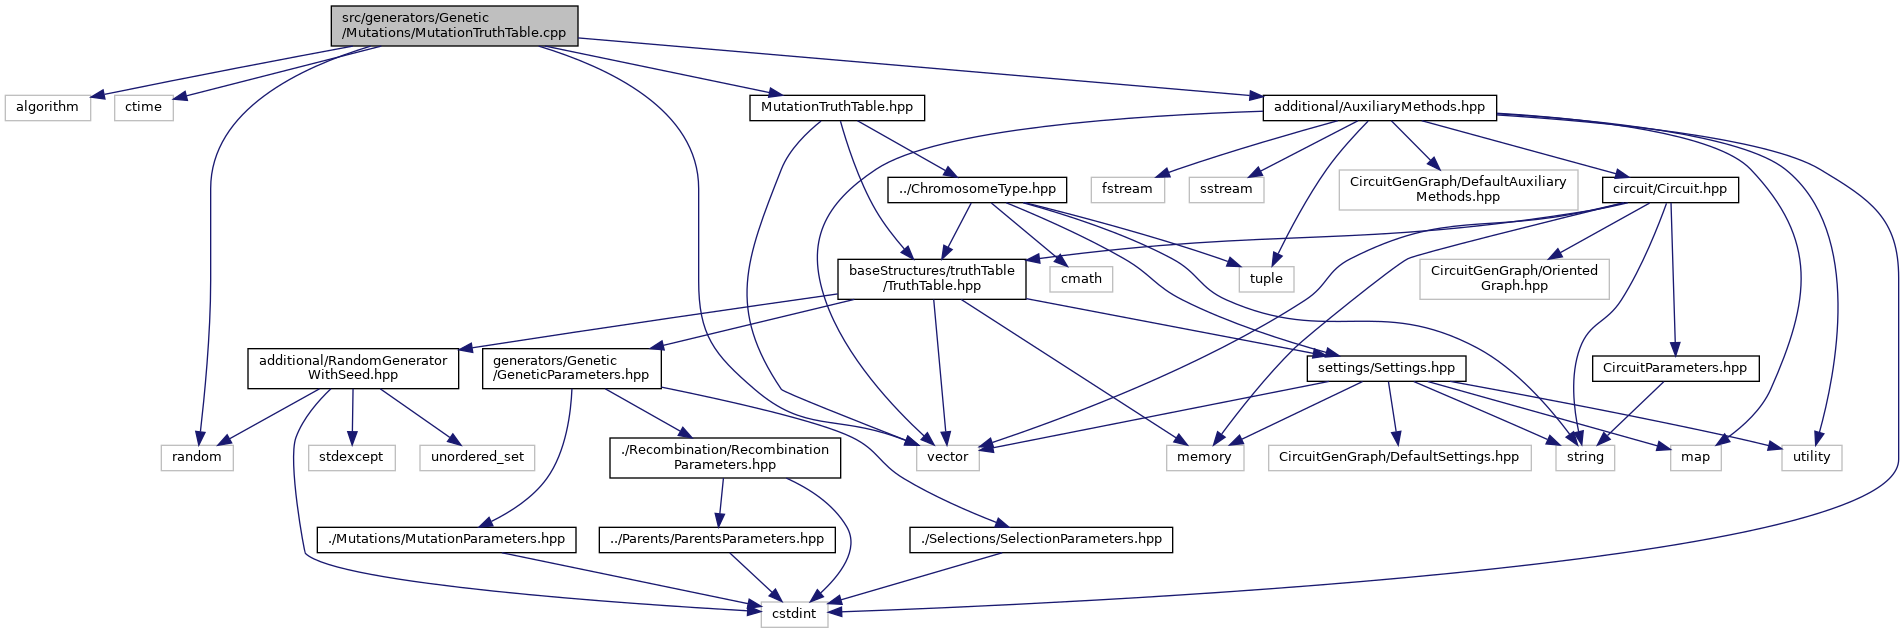 src/generators/Genetic
/Mutations/MutationTruthTable.cpp
algorithm
ctime
MutationTruthTable.hpp
additional/AuxiliaryMethods.hpp
../ChromosomeType.hpp
fstream
sstream
CircuitGenGraph/DefaultAuxiliary
Methods.hpp
circuit/Circuit.hpp
baseStructures/truthTable
/TruthTable.hpp
cmath
tuple
CircuitGenGraph/Oriented
Graph.hpp
additional/RandomGenerator
WithSeed.hpp
generators/Genetic
/GeneticParameters.hpp
settings/Settings.hpp
CircuitParameters.hpp
random
stdexcept
unordered_set
./Recombination/Recombination
Parameters.hpp
vector
memory
CircuitGenGraph/DefaultSettings.hpp
string
map
utility
./Mutations/MutationParameters.hpp
../Parents/ParentsParameters.hpp
./Selections/SelectionParameters.hpp
cstdint